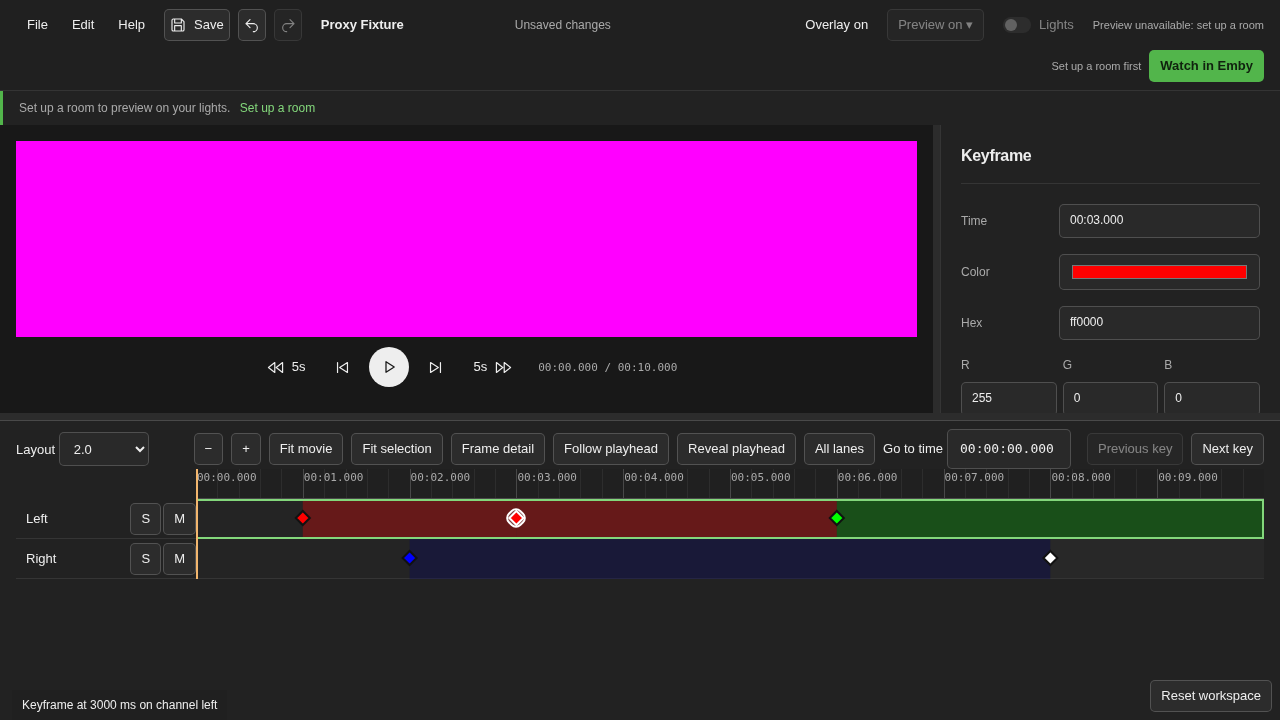 File Edit Help Save Proxy Fixture Unsaved changes Overlay on Preview on ▾ Lights Preview unavailable: set up a room
Set up a room first Watch in Emby
Set up a room to preview on your lights. Set up a room
Keyframe
Time 00:03.000
Color
Hex ff0000
R G B
255 0 0
5s 5s 00:00.000 / 00:10.000
Layout 2.0 − + Fit movie Fit selection Frame detail Follow playhead Reveal playhead All lanes Go to time 00:00:00.000 Previous key Next key
00:00.000 00:01.000 00:02.000 00:03.000 00:04.000 00:05.000 00:06.000 00:07.000 00:08.000 00:09.000
Left S M
Right S M
Reset workspace
Keyframe at 3000 ms on channel left